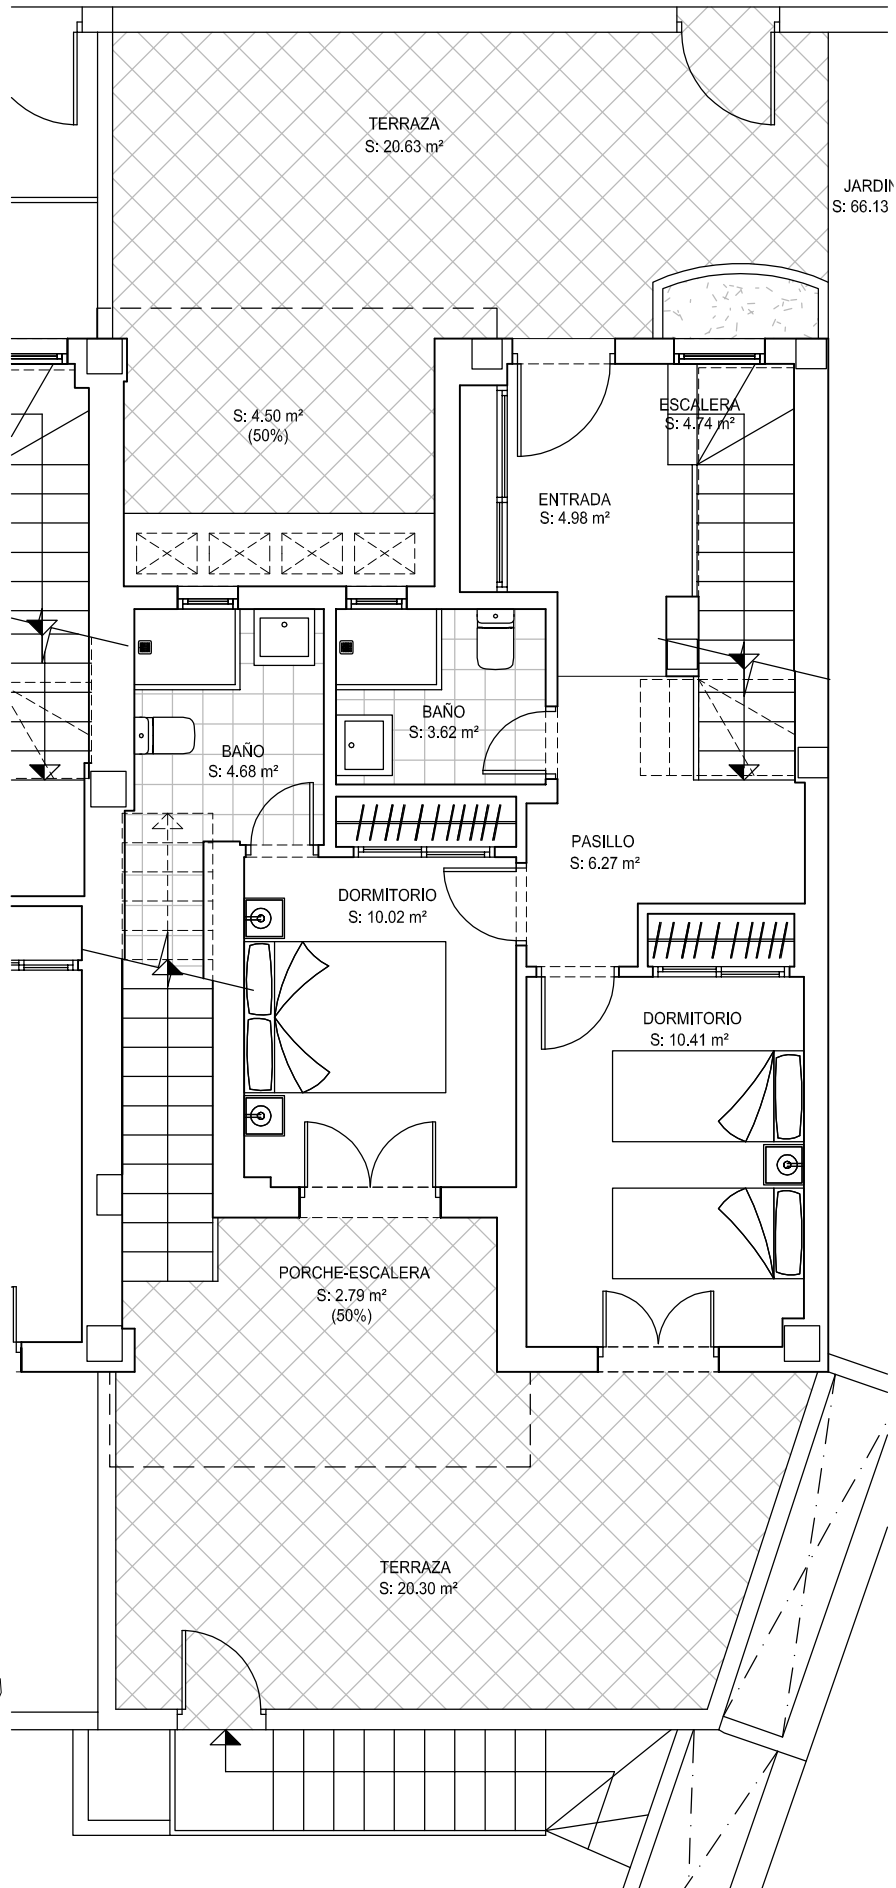 TERRAZA
S: 20.63 m²
JARDIN
S: 66.13
S: 4.50 m²
(50%)
ESCALERA
S: 4.74 m²
ENTRADA
S: 4.98 m²
BAÑO
S: 3.62 m²
BAÑO
S: 4.68 m²
PASILLO
S: 6.27 m²
DORMITORIO
S: 10.02 m²
DORMITORIO
S: 10.41 m²
PORCHE-ESCALERA
S: 2.79 m²
(50%)
TERRAZA
S: 20.30 m²